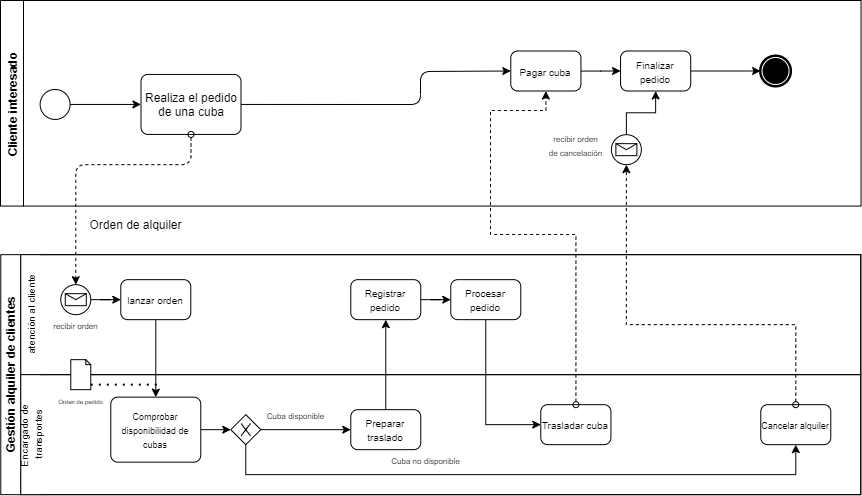 Cliente interesado
Realiza el pedido
de una cuba
Pagar cuba
Finalizar
pedido
recibir orden
de cancelación
Orden de alquiler
Gestión alquiler de clientes
atención al cliente
recibir orden
lanzar orden
Registrar
pedido
Procesar
pedido
Encargado de
transportes
Orden de pedido
Comprobar
disponibilidad de
cubas
Cuba disponible
Preparar
traslado
Cuba no disponible
Trasladar cuba
Cancelar alquiler